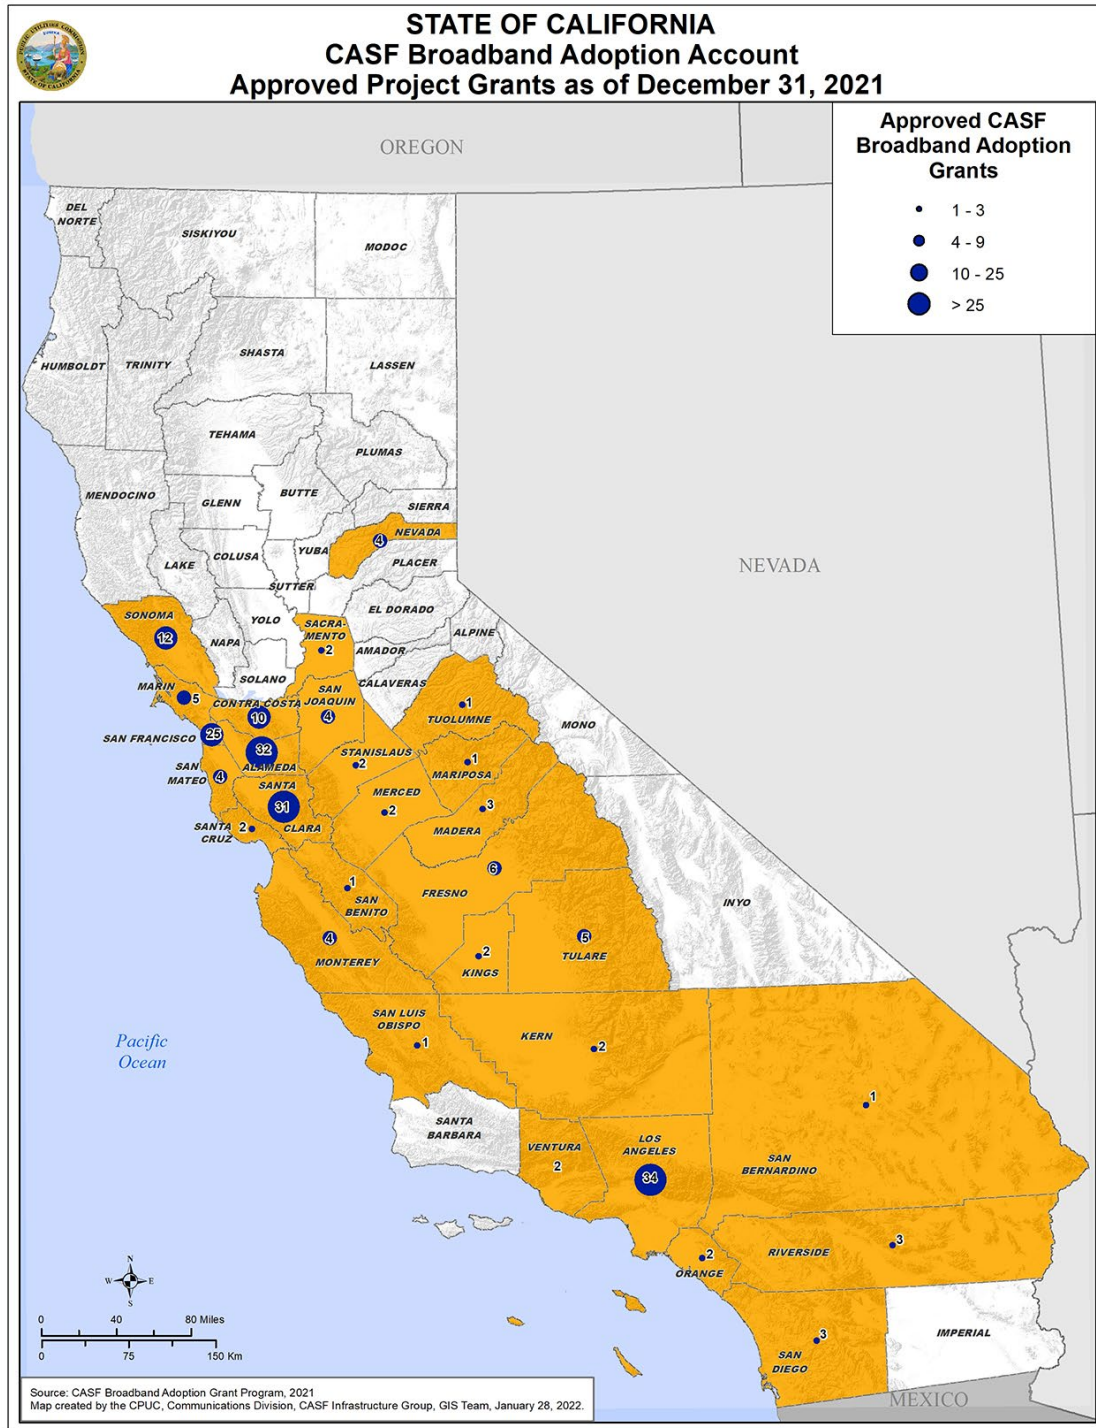 STATE OF CALIFORNIA
CASF Broadband Adoption Account
Approved Project Grants as of December 31, 2021
OREGON
Approved CASF
Broadband Adoption
Grants
1 - 3
4 - 9
10 - 25
> 25
DEL
NORTE
SISKIYOU
MODOC
HUMBOLDT
TRINITY
SHASTA
LASSEN
TEHAMA
PLUMAS
MENDOCINO
GLENN
BUTTE
SIERRA
NEVADA
4
COLUSA
YUBA
LAKE
PLACER
NEVADA
SUTTER
SONOMA
12
YOLO
EL DORADO
SACRA-
MENTO
2
NAPA
ALPINE
AMADOR
SOLANO
CALAVERAS
MARIN
5
CONTRA COSTA
10
SAN
JOAQUIN
4
1
TUOLUMNE
MONO
SAN FRANCISCO
25
32
ALAMEDA
STANISLAUS
2
1
MARIPOSA
SAN
MATEO
4
SANTA
CLARA
31
MERCED
2
3
MADERA
SANTA
CRUZ
2
6
FRESNO
1
SAN
BENITO
INYO
4
MONTEREY
2
KINGS
5
TULARE
SAN LUIS
OBISPO
1
KERN
2
Pacific
Ocean
1
SAN
BERNARDINO
SANTA
BARBARA
VENTURA
2
LOS
ANGELES
34
3
RIVERSIDE
2
ORANGE
3
SAN
DIEGO
IMPERIAL
MEXICO
N
W
E
S
0 40 80 Miles
0 75 150 Km
Source: CASF Broadband Adoption Grant Program, 2021
Map created by the CPUC, Communications Division, CASF Infrastructure Group, GIS Team, January 28, 2022.